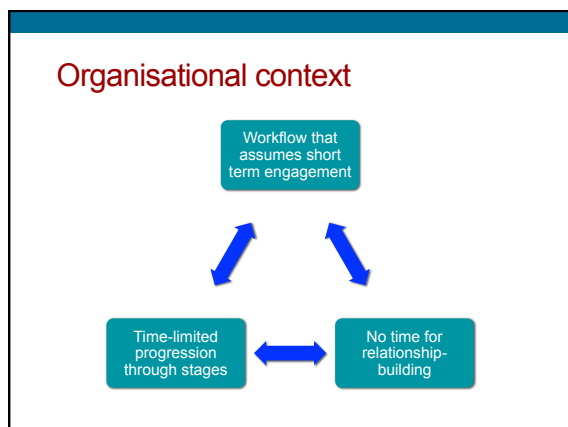 Organisational context
Workflow that
assumes short
term engagement
Time-limited
progression
through stages
No time for
relationship-
building